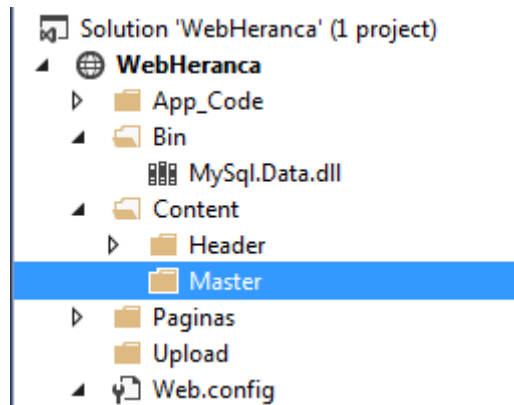 Solution 'WebHeranca' (1 project)
WebHeranca
App_Code
Bin
MySql.Data.dll
Content
Header
Master
Paginas
Upload
Web.config